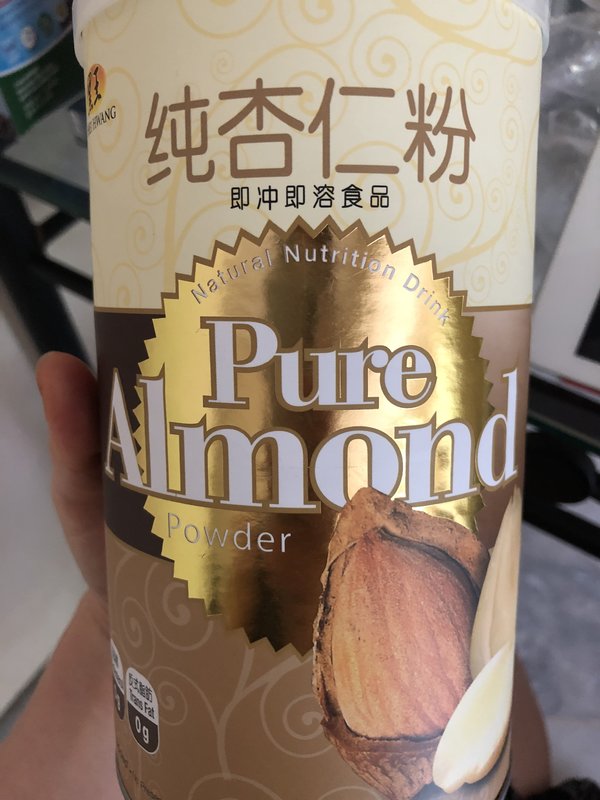 HWANG
纯杏仁粉
即冲即溶食品
Natural Nutrition Drink
Pure
Almond
Powder
反式脂肪
Trans Fat
0g